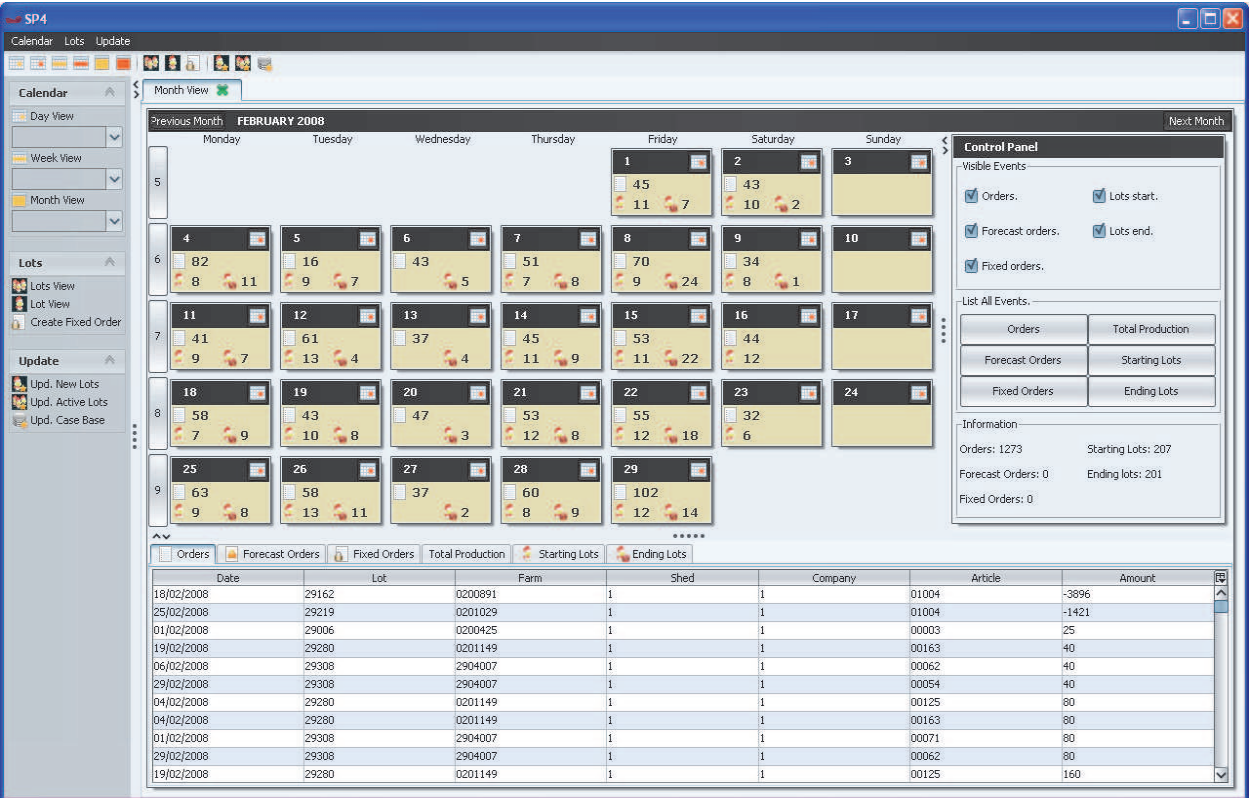 SP4
Calendar Lots Update
Calendar
Day View
Week View
Month View
Lots
Lots View
Lot View
Create Fixed Order
Update
Upd. New Lots
Upd. Active Lots
Upd. Case Base
Month View
Previous Month FEBRUARY 2008 Next Month
Monday Tuesday Wednesday Thursday Friday Saturday Sunday
5
1 2 3
45 43
11 7 10 2
6
4 5 6 7 8 9 10
82 16 43 51 70 34
8 11 9 7 5 7 8 9 24 8 1
7
11 12 13 14 15 16 17
41 61 37 45 53 44
9 7 13 4 4 11 9 11 22 12
8
18 19 20 21 22 23 24
58 43 47 53 55 32
7 9 10 8 3 12 8 12 18 6
9
25 26 27 28 29
63 58 37 60 102
9 8 13 11 2 8 9 12 14
Control Panel
Visible Events
Orders. Lots start.
Forecast orders. Lots end.
Fixed orders.
List All Events.
Orders Total Production
Forecast Orders Starting Lots
Fixed Orders Ending Lots
Information
Orders: 1273 Starting Lots: 207
Forecast Orders: 0 Ending lots: 201
Fixed Orders: 0
Orders Forecast Orders Fixed Orders Total Production Starting Lots Ending Lots
Date Lot Farm Shed Company Article Amount
18/02/2008 29162 0200891 1 1 01004 -3896
25/02/2008 29219 0201029 1 1 01004 -1421
01/02/2008 29006 0200425 1 1 00003 25
19/02/2008 29280 0201149 1 1 00163 40
06/02/2008 29308 2904007 1 1 00062 40
29/02/2008 29308 2904007 1 1 00054 40
04/02/2008 29280 0201149 1 1 00125 80
04/02/2008 29280 0201149 1 1 00163 80
01/02/2008 29308 2904007 1 1 00071 80
29/02/2008 29308 2904007 1 1 00062 80
19/02/2008 29280 0201149 1 1 00125 160